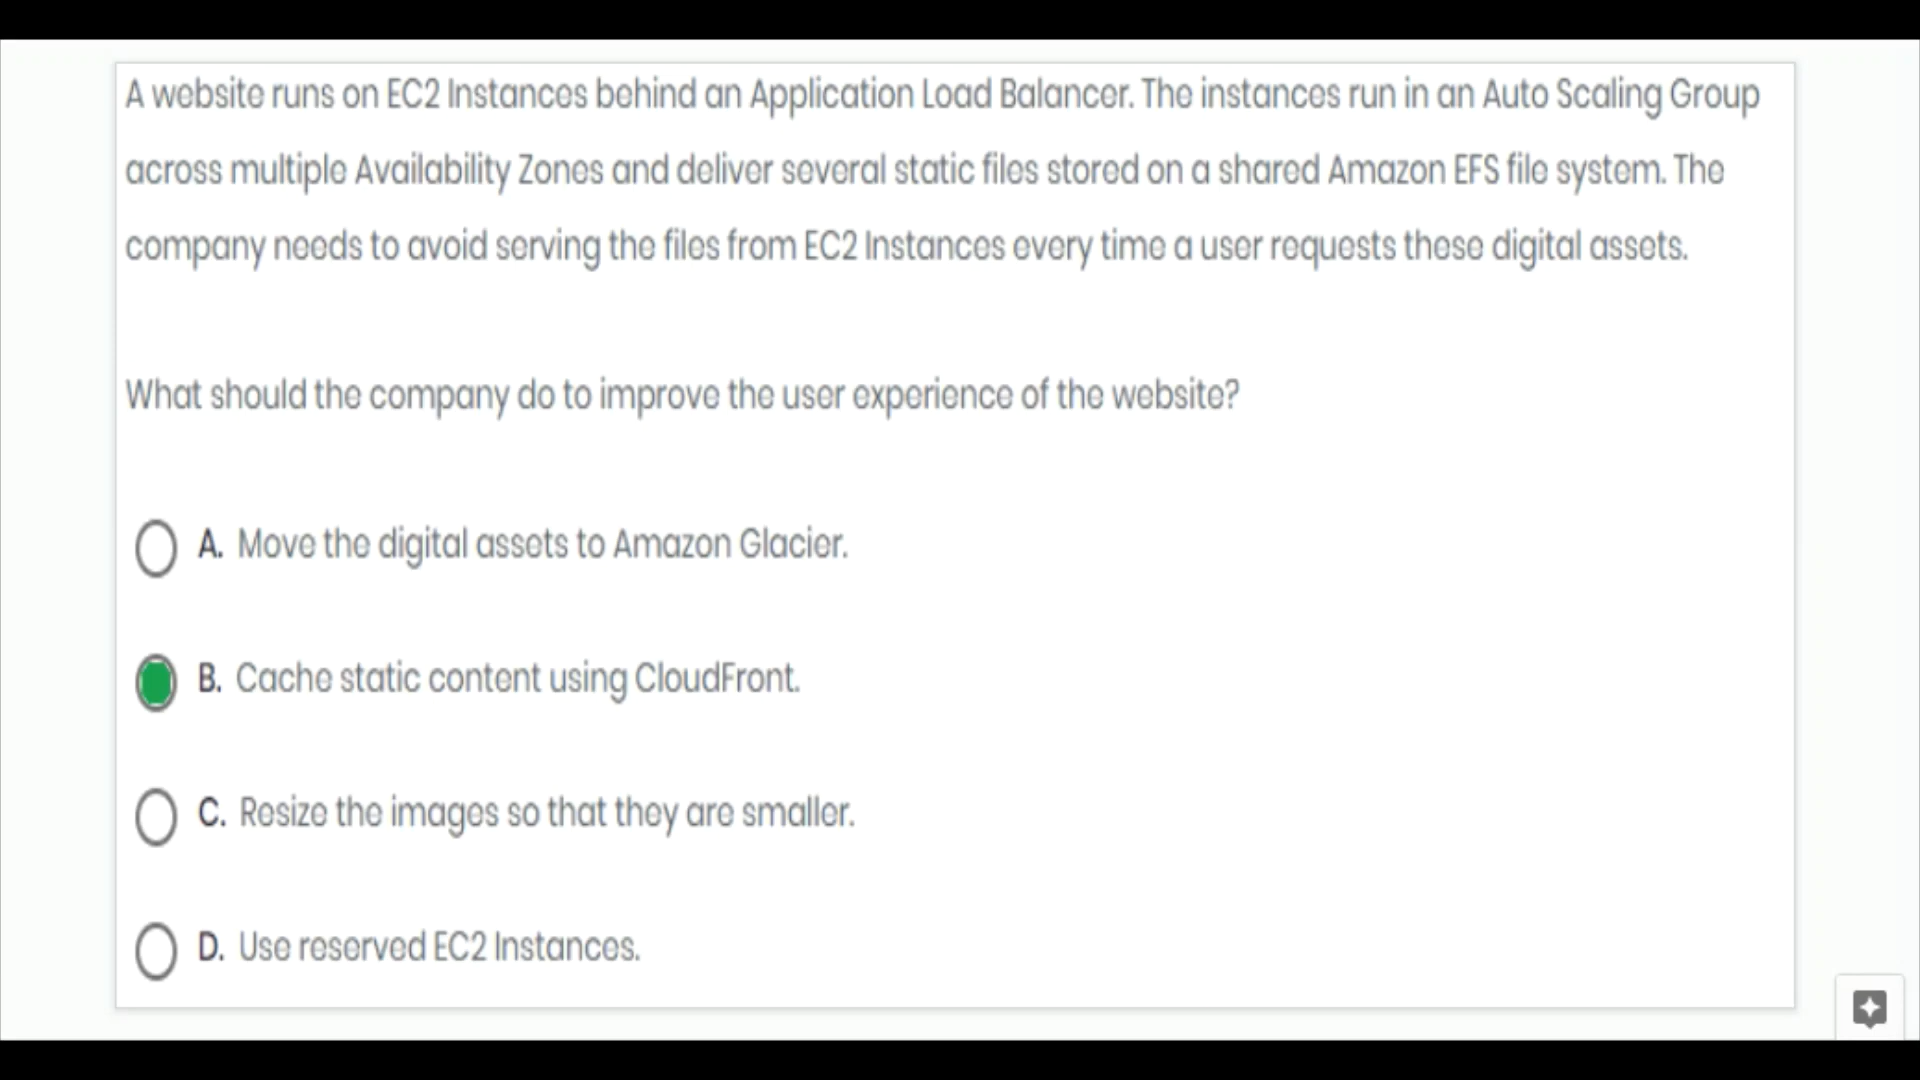 A website runs on EC2 Instances behind an Application Load Balancer. The instances run in an Auto Scaling Group
across multiple Availability Zones and deliver several static files stored on a shared Amazon EFS file system. The
company needs to avoid serving the files from EC2 Instances every time a user requests these digital assets.
What should the company do to improve the user experience of the website?
A. Move the digital assets to Amazon Glacier.
B. Cache static content using CloudFront.
C. Resize the images so that they are smaller.
D. Use reserved EC2 Instances.